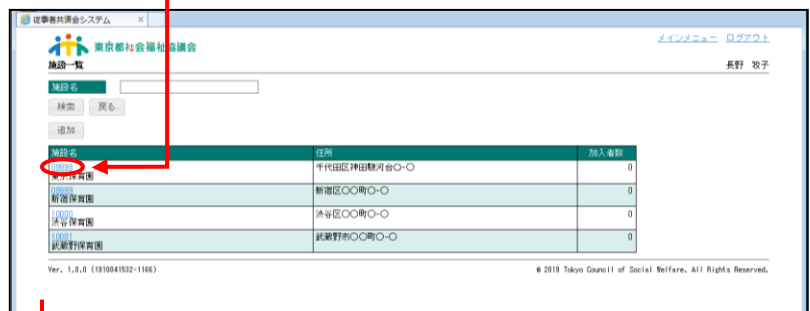 従事者共済会システム ×
東京都社会福祉協議会
メインメニュー ログアウト
施設一覧
長野 牧子
施設名
検索 戻る
追加
施設名 住所 加入者数
09998
東京保育園 千代田区神田駿河台〇-〇 0
09999
新宿保育園 新宿区〇〇町〇-〇 0
10000
渋谷保育園 渋谷区〇〇町〇-〇 0
10001
武蔵野保育園 武蔵野市〇〇町〇-〇 0
Ver. 1.0.0 (1910041532-1166)
© 2019 Tokyo Council of Social Welfare. All Rights Reserved.